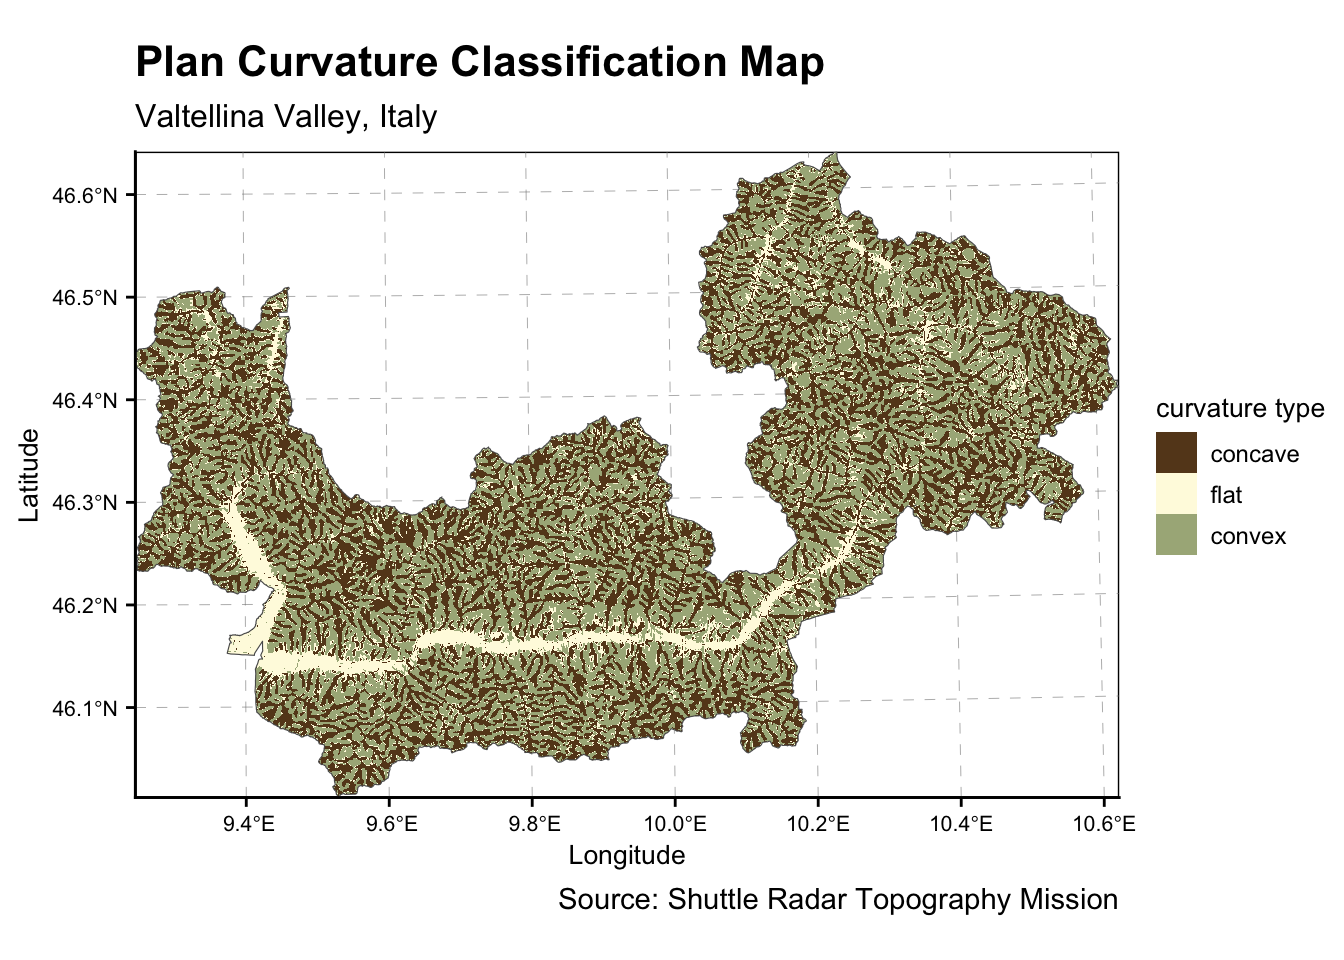 Plan Curvature Classification Map
Valtellina Valley, Italy
46.6°N
46.5°N
46.4°N
46.3°N
46.2°N
46.1°N
Latitude
9.4°E 9.6°E 9.8°E 10.0°E 10.2°E 10.4°E 10.6°E
Longitude
curvature type
concave
flat
convex
Source: Shuttle Radar Topography Mission